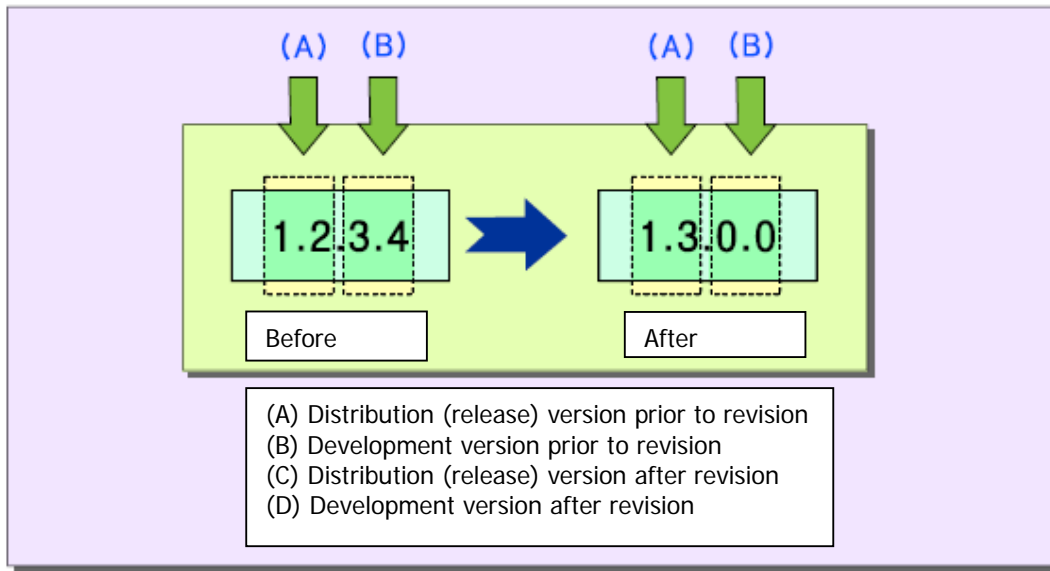 (A) (B) (A) (B)
1.2.3.4 1.3.0.0
Before After
(A) Distribution (release) version prior to revision
(B) Development version prior to revision
(C) Distribution (release) version after revision
(D) Development version after revision